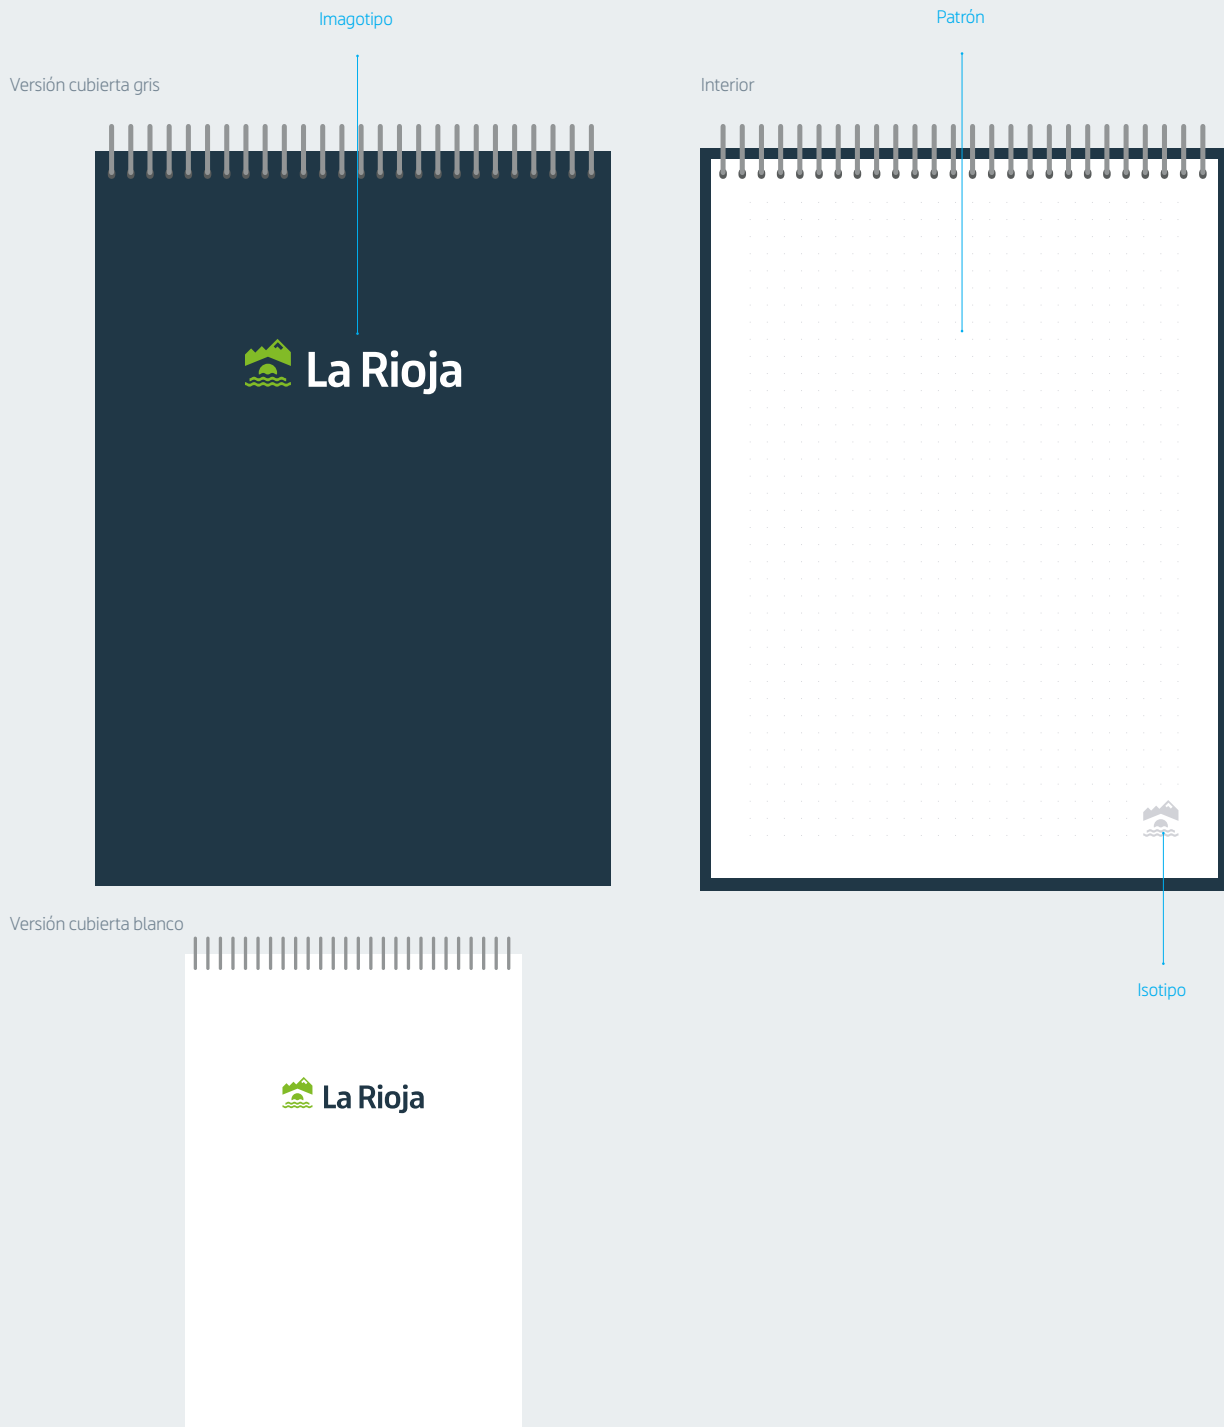 Imagotipo
Patrón
Versión cubierta gris
Interior
La Rioja
Versión cubierta blanco
Isotipo
La Rioja